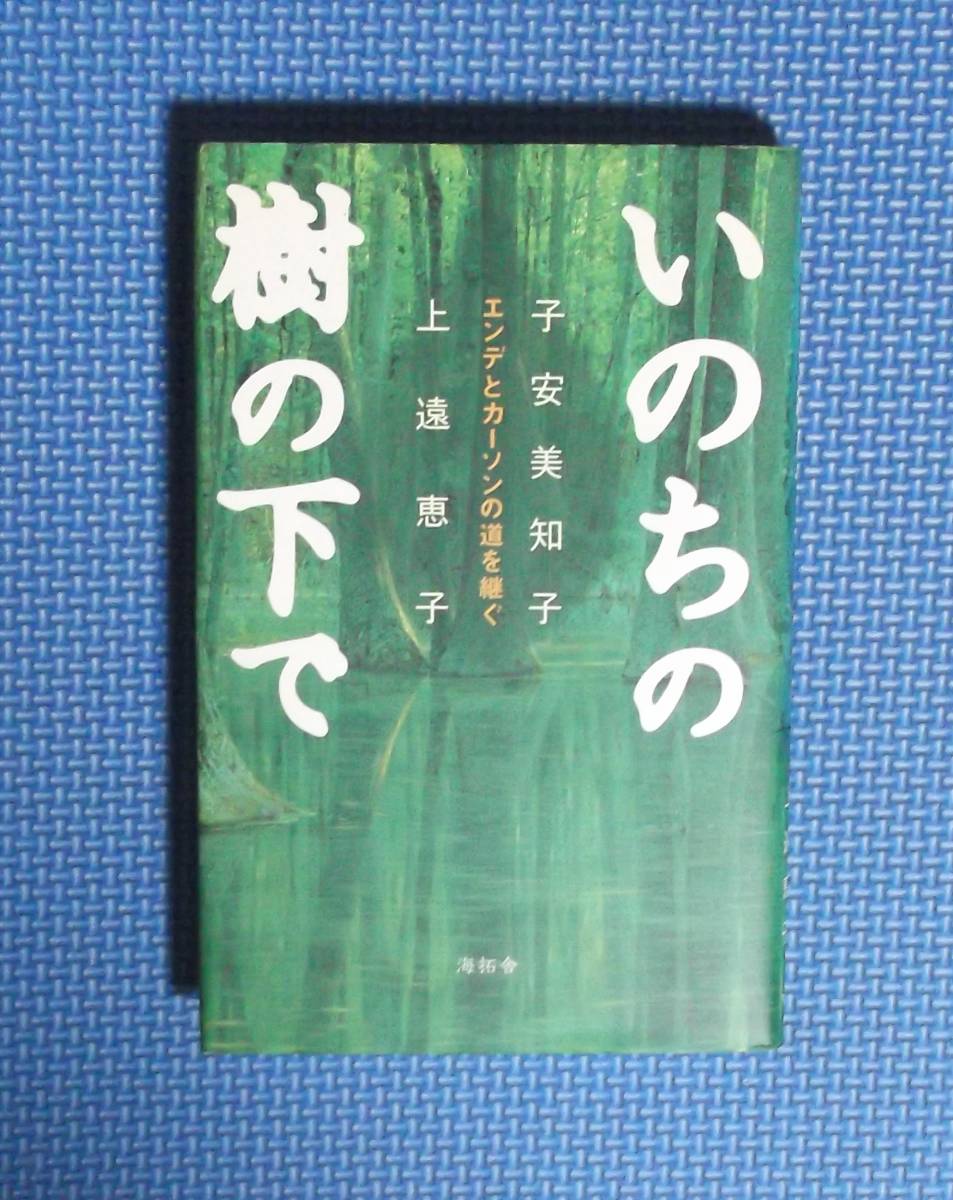 いのちの
樹の下で
子安美知子
エンデとカーソンの道を継ぐ
上遠恵子
海拓舎